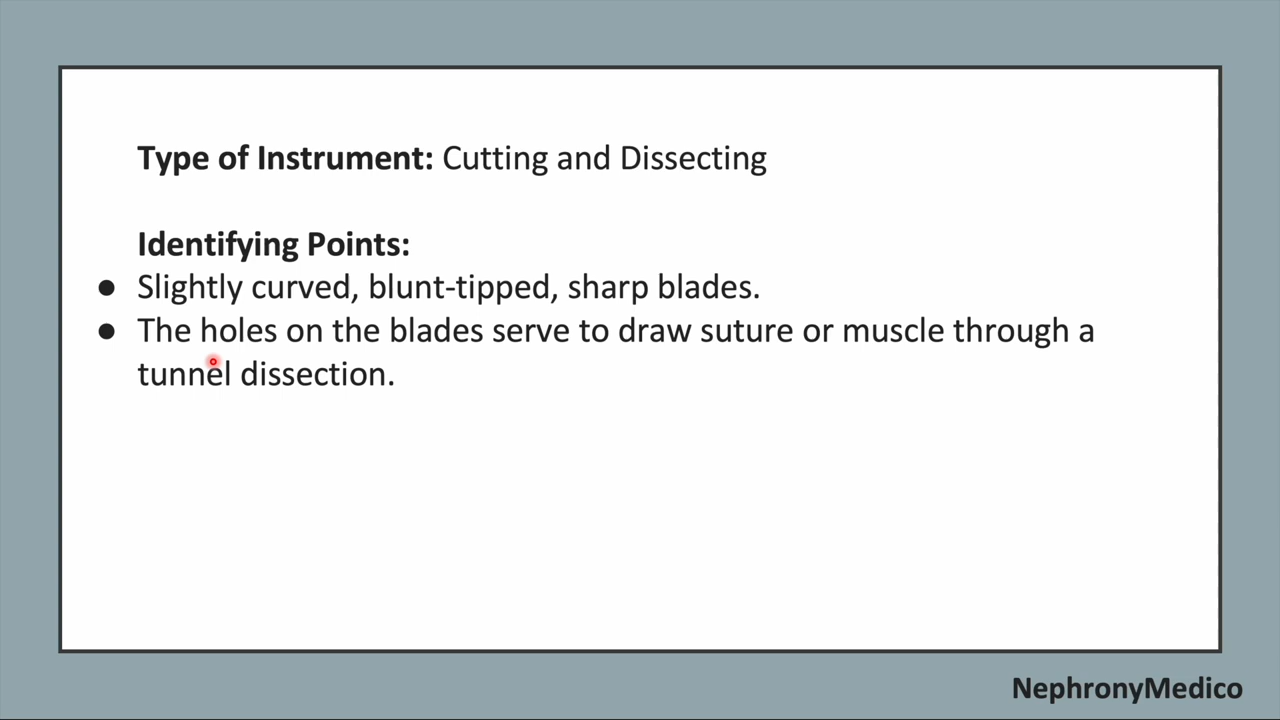 Type of Instrument: Cutting and Dissecting
Identifying Points:
● Slightly curved, blunt-tipped, sharp blades.
● The holes on the blades serve to draw suture or muscle through a
tunnel dissection.
NephronyMedico